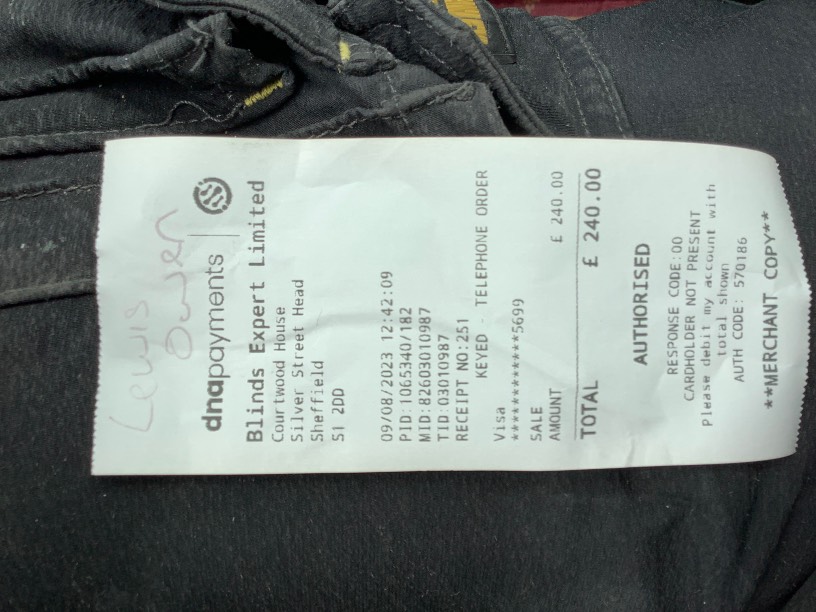 Lewis
Owen
dnapayments
Blinds Expert Limited
Courtwood House
Silver Street Head
Sheffield
S1 2DD
09/08/2023 12:42:09
PID:1065340/182
MID:82603010987
TID:03010987
RECEIPT NO:251
KEYED - TELEPHONE ORDER
Visa
************5699
SALE
AMOUNT £ 240.00
TOTAL £ 240.00
AUTHORISED
RESPONSE CODE:00
CARDHOLDER NOT PRESENT
Please debit my account with
total shown
AUTH CODE: 570186
**MERCHANT COPY**